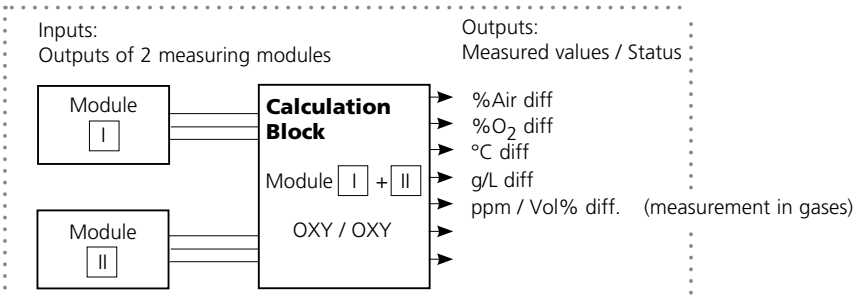 Inputs:
Outputs of 2 measuring modules
Outputs:
Measured values / Status
Module
I
Module
II
Calculation
Block
Module I + II
OXY / OXY
%Air diff
%O2 diff
°C diff
g/L diff
ppm / Vol% diff. (measurement in gases)